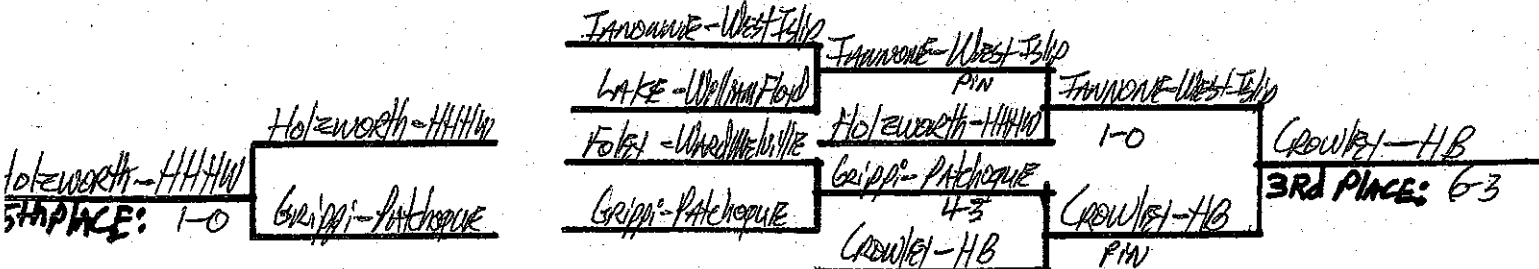 IANNONE-WEST ISLIP
IANNONE-WEST ISLIP
LAKE-William Floyd
PIN
IANNONE-WEST ISLIP
Holzworth-HHHW
Holzworth-HHHW
1-0
Foley-Ward Melville
Crowley-HB
Holzworth-HHHW
Grippi-Patchogue
3Rd PLACE: 6-3
5th PLACE: 1-0
Grippi-Patchogue
Grippi-Patchogue
4-3
Crowley-HB
Crowley-HB
PIN